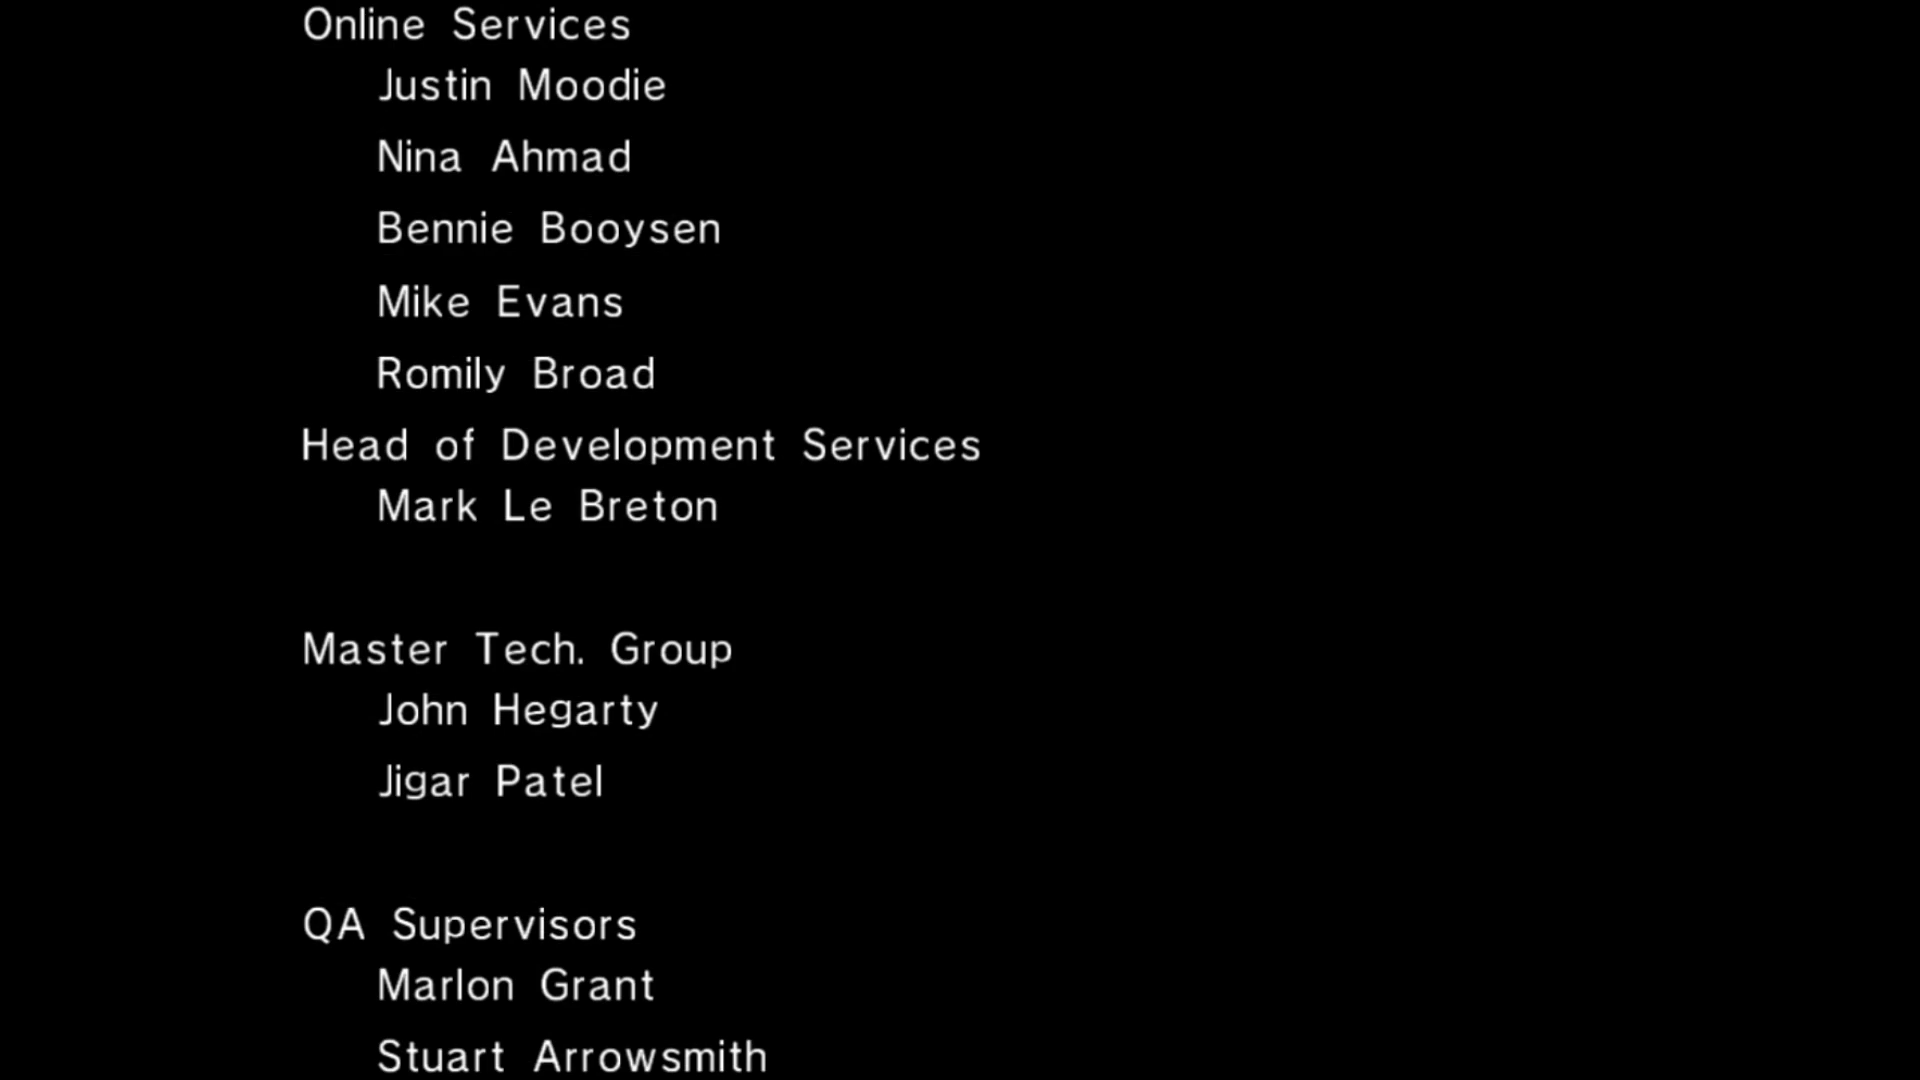 Online Services
Justin Moodie
Nina Ahmad
Bennie Booysen
Mike Evans
Romily Broad
Head of Development Services
Mark Le Breton
Master Tech. Group
John Hegarty
Jigar Patel
QA Supervisors
Marlon Grant
Stuart Arrowsmith